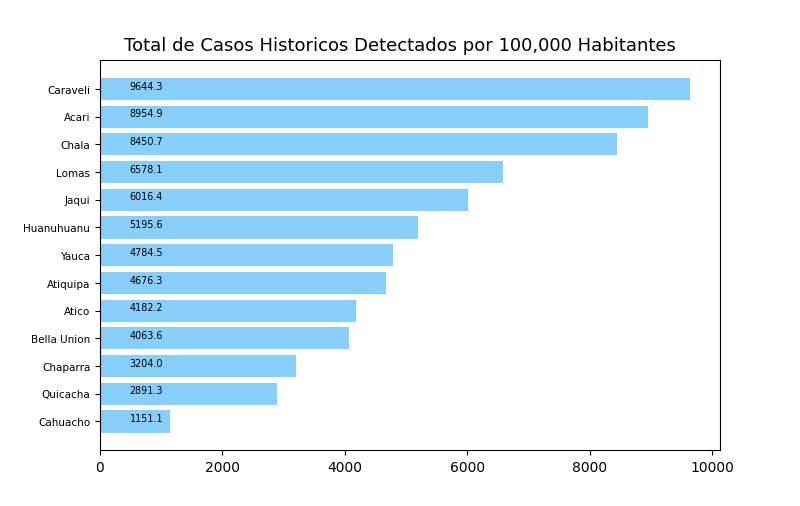 Total de Casos Historicos Detectados por 100,000 Habitantes
Caraveli 9644.3
Acari 8954.9
Chala 8450.7
Lomas 6578.1
Jaqui 6016.4
Huanuhuanu 5195.6
Yauca 4784.5
Atiquipa 4676.3
Atico 4182.2
Bella Union 4063.6
Chaparra 3204.0
Quicacha 2891.3
Cahuacho 1151.1
0 2000 4000 6000 8000 10000